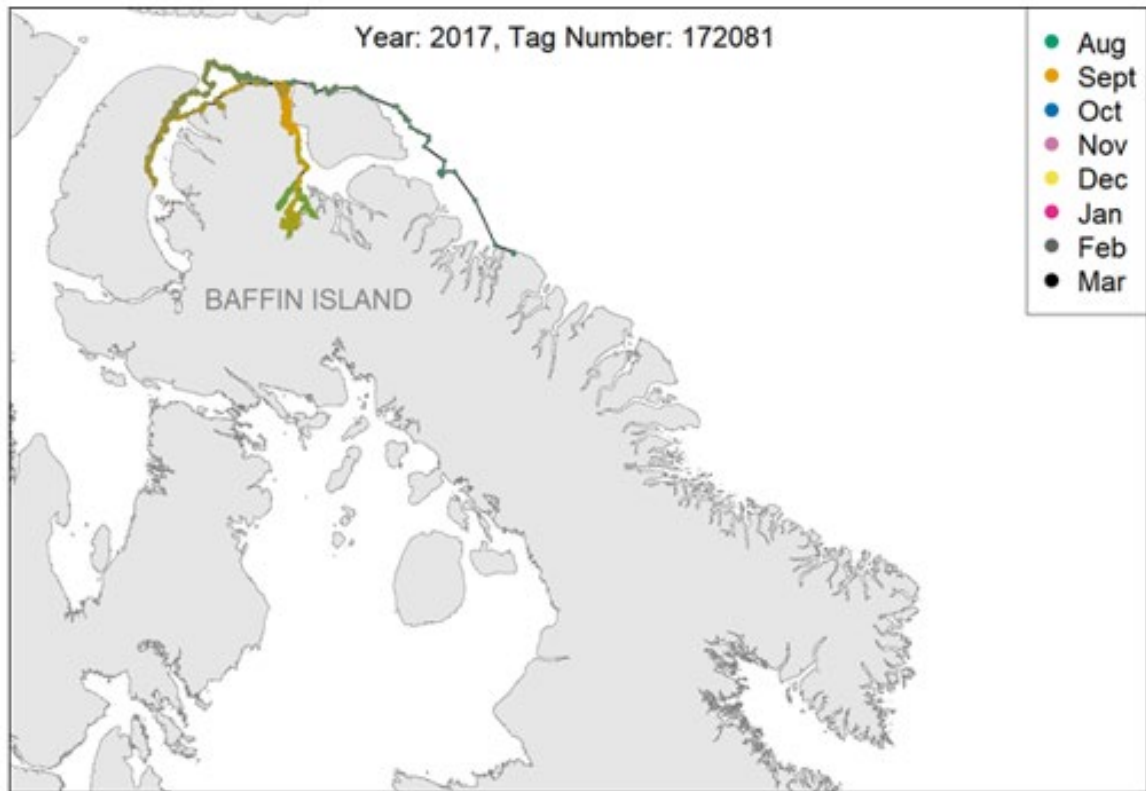 Year: 2017, Tag Number: 172081
Aug
Sept
Oct
Nov
Dec
Jan
Feb
Mar
BAFFIN ISLAND